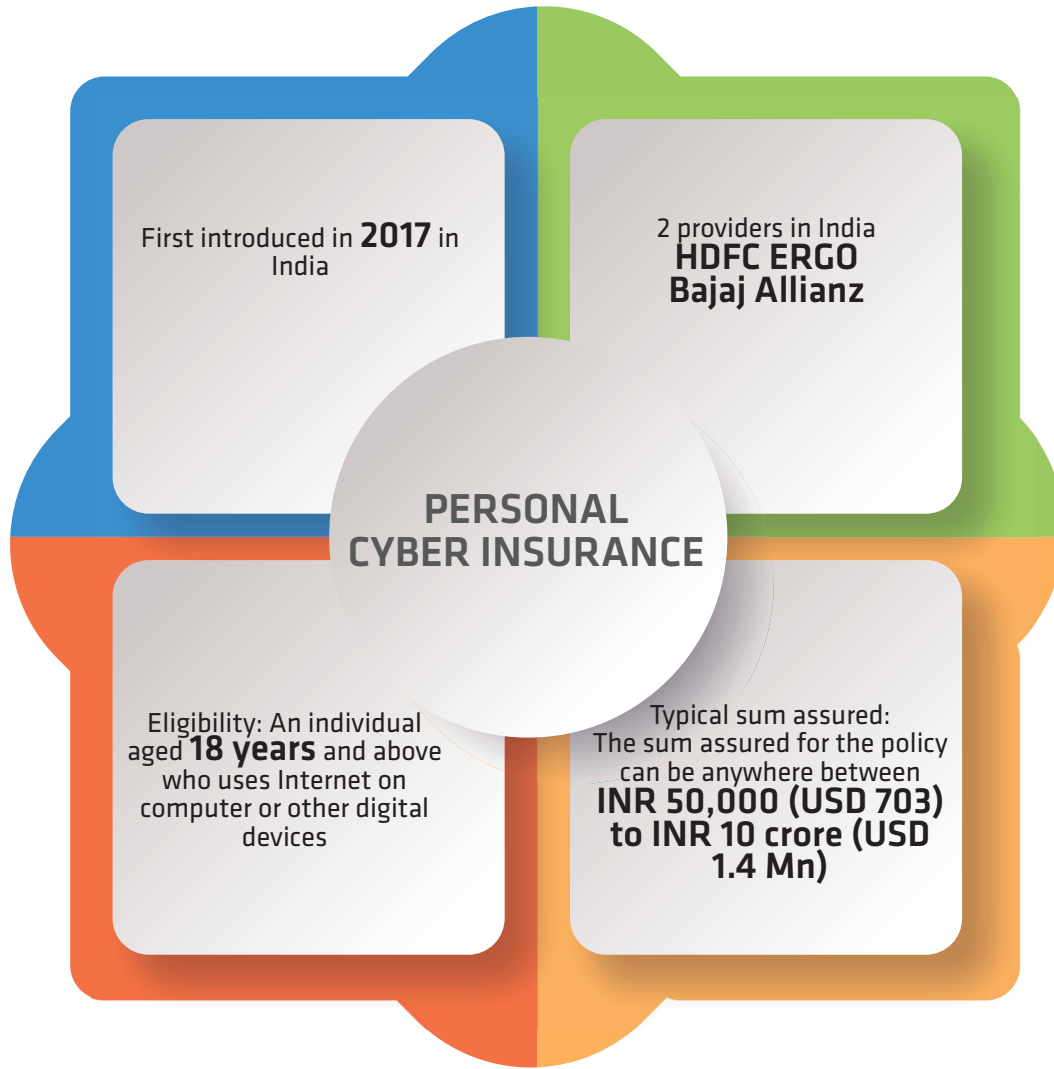 First introduced in 2017 in
India
2 providers in India
HDFC ERGO
Bajaj Allianz
PERSONAL
CYBER INSURANCE
Eligibility: An individual
aged 18 years and above
who uses Internet on
computer or other digital
devices
Typical sum assured:
The sum assured for the policy
can be anywhere between
INR 50,000 (USD 703)
to INR 10 crore (USD
1.4 Mn)